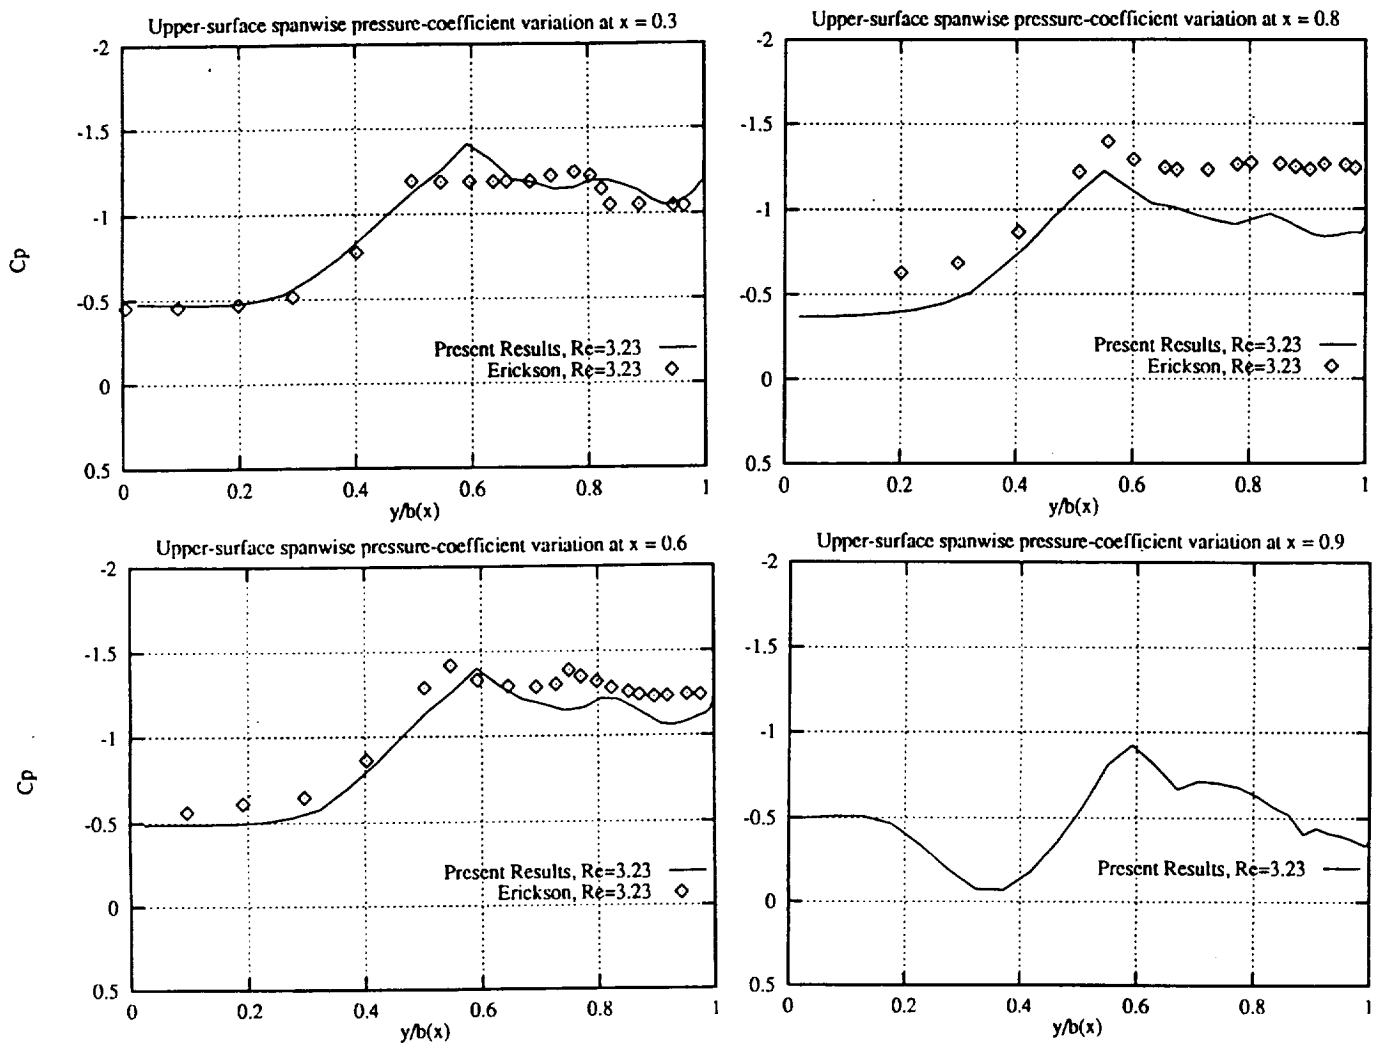 Upper-surface spanwise pressure-coefficient variation at x = 0.3
-2
-1.5
-1
-0.5
0
0.5
Cp
Present Results, Re=3.23
Erickson, Re=3.23
0 0.2 0.4 0.6 0.8 1
y/b(x)
Upper-surface spanwise pressure-coefficient variation at x = 0.8
-2
-1.5
-1
-0.5
0
0.5
Present Results, Re=3.23
Erickson, Re=3.23
0 0.2 0.4 0.6 0.8 1
y/b(x)
Upper-surface spanwise pressure-coefficient variation at x = 0.6
-2
-1.5
-1
-0.5
0
0.5
Cp
Present Results, Re=3.23
Erickson, Re=3.23
0 0.2 0.4 0.6 0.8 1
y/b(x)
Upper-surface spanwise pressure-coefficient variation at x = 0.9
-2
-1.5
-1
-0.5
0
0.5
Present Results, Re=3.23
0 0.2 0.4 0.6 0.8 1
y/b(x)